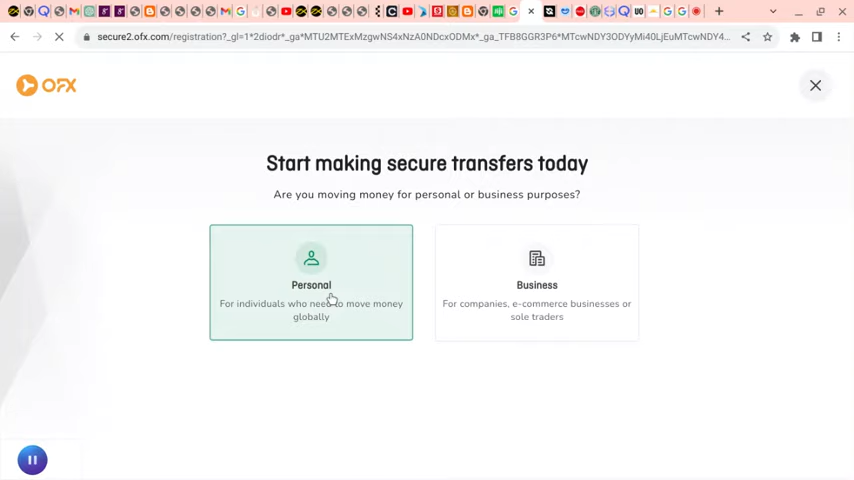 secure2.ofx.com/registration?_gl=1*2diodr*_ga*MTU2MTExMzgwNS4xNzA0NDcxODMx*_ga_TFB8GGR3P6*MTcwNDY3ODYyMi40LjEuMTcwNDY4...
OFX
Start making secure transfers today
Are you moving money for personal or business purposes?
Personal
For individuals who need to move money
globally
Business
For companies, e-commerce businesses or
sole traders